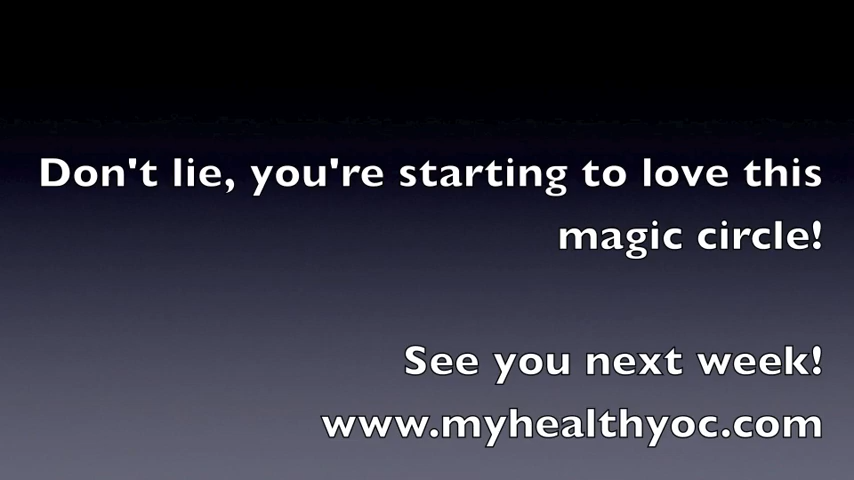 Don't lie, you're starting to love this
magic circle!
See you next week!
www.myhealthyoc.com